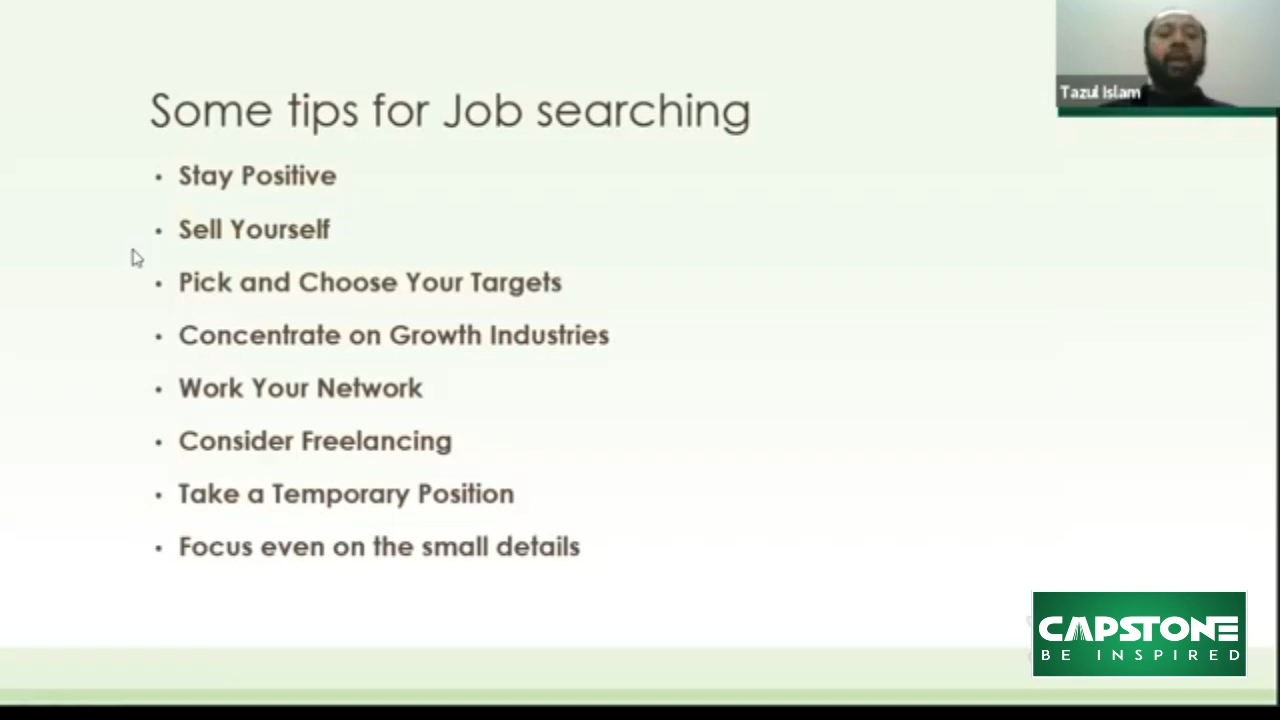 Some tips for Job searching
• Stay Positive
• Sell Yourself
• Pick and Choose Your Targets
• Concentrate on Growth Industries
• Work Your Network
• Consider Freelancing
• Take a Temporary Position
• Focus even on the small details
Tazul Islam
CAPSTONE
BE INSPIRED